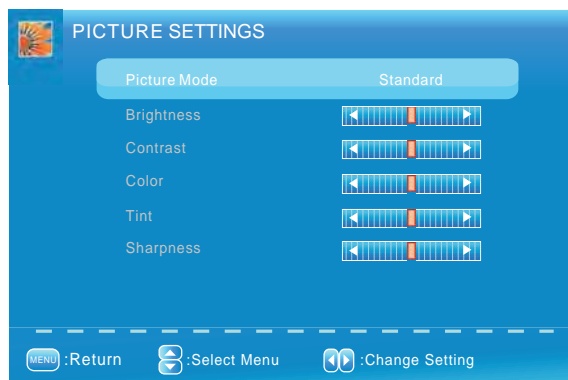 PICTURE SETTINGS
Picture Mode Standard
Brightness
Contrast
Color
Tint
Sharpness
MENU :Return :Select Menu :Change Setting